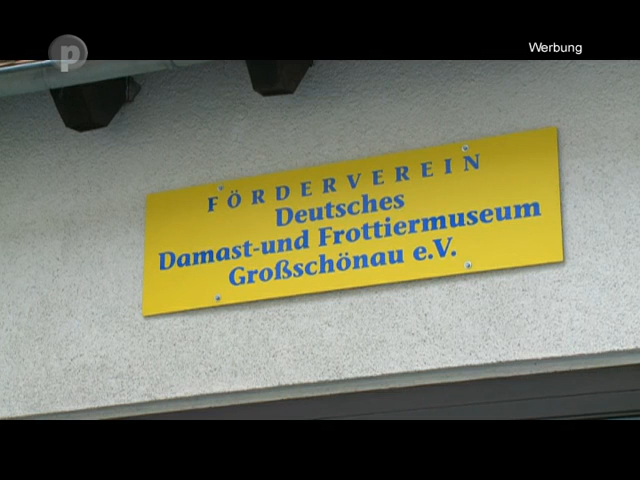 p
Werbung
FÖRDERVEREIN
Deutsches
Damast-und Frottiermuseum
Großschönau e.V.